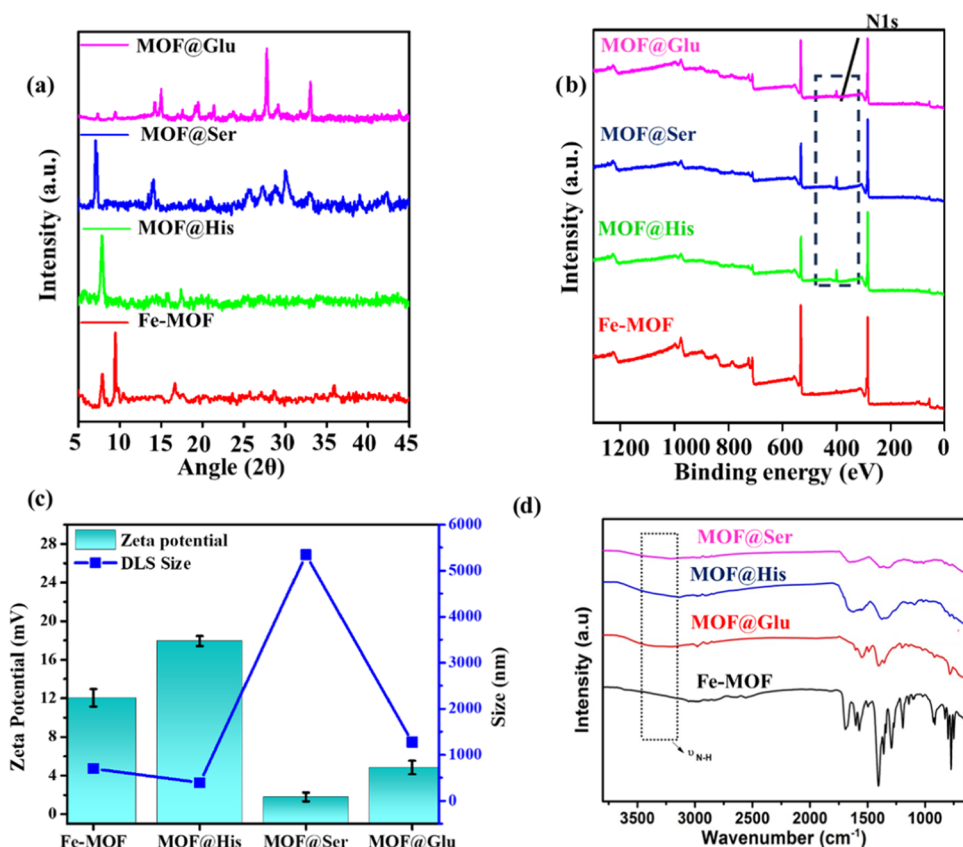 (a)
MOF@Glu
MOF@Ser
MOF@His
Fe-MOF
Intensity (a.u.)
5 10 15 20 25 30 35 40 45
Angle (2θ)
(b)
N1s
MOF@Glu
MOF@Ser
MOF@His
Fe-MOF
Intensity (a.u.)
1200 1000 800 600 400 200 0
Binding energy (eV)
(c)
Zeta potential
DLS Size
Zeta Potential (mV)
28
24
20
16
12
8
4
0
Size (nm)
6000
5000
4000
3000
2000
1000
0
Fe-MOF MOF@His MOF@Ser MOF@Glu
(d)
MOF@Ser
MOF@His
MOF@Glu
Fe-MOF
υN-H
Intensity (a.u)
3500 3000 2500 2000 1500 1000
Wavenumber (cm-1)